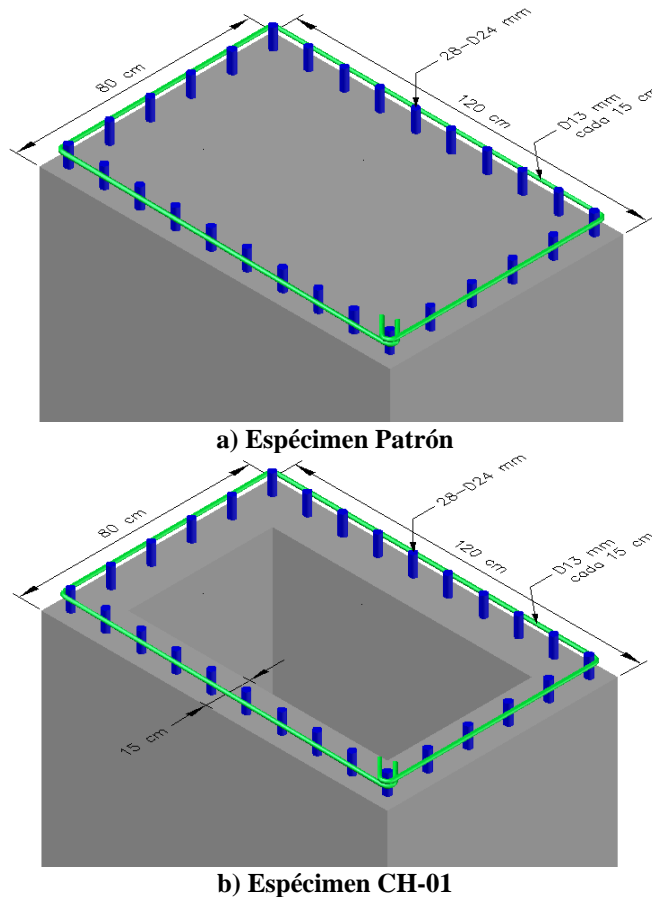 80 cm
28-D24 mm
120 cm
D13 mm
cada 15 cm
a) Espécimen Patrón
80 cm
28-D24 mm
120 cm
D13 mm
cada 15 cm
15 cm
b) Espécimen CH-01